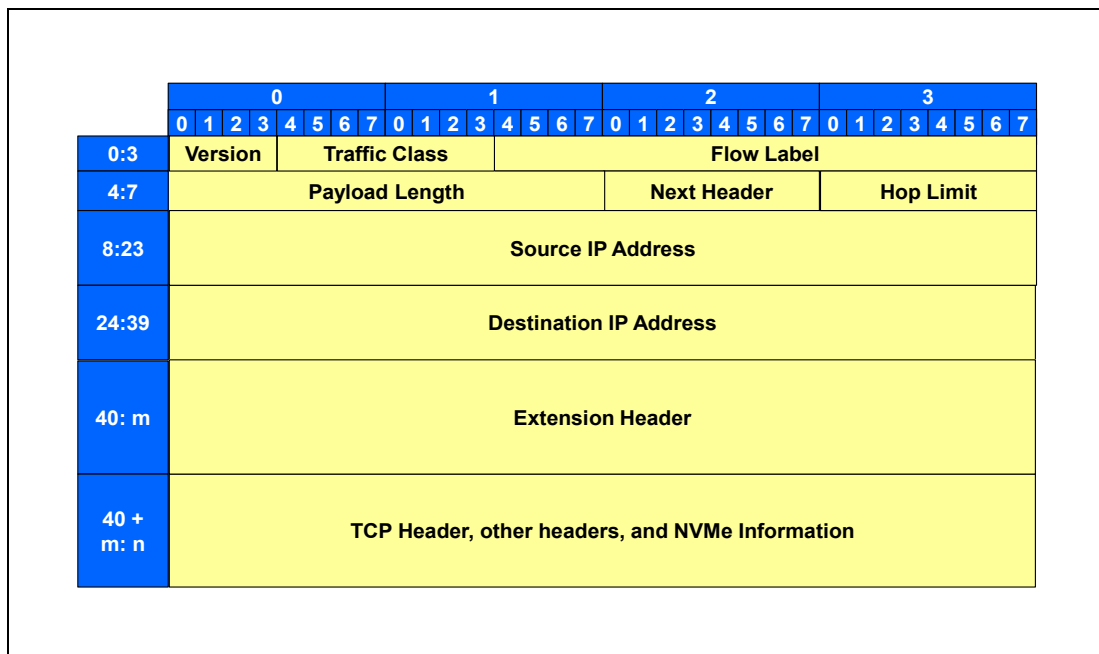 0 1 2 3
0 1 2 3 4 5 6 7 0 1 2 3 4 5 6 7 0 1 2 3 4 5 6 7 0 1 2 3 4 5 6 7
0:3 Version Traffic Class Flow Label
4:7 Payload Length Next Header Hop Limit
8:23 Source IP Address
24:39 Destination IP Address
40: m Extension Header
40 +
m: n
TCP Header, other headers, and NVMe Information